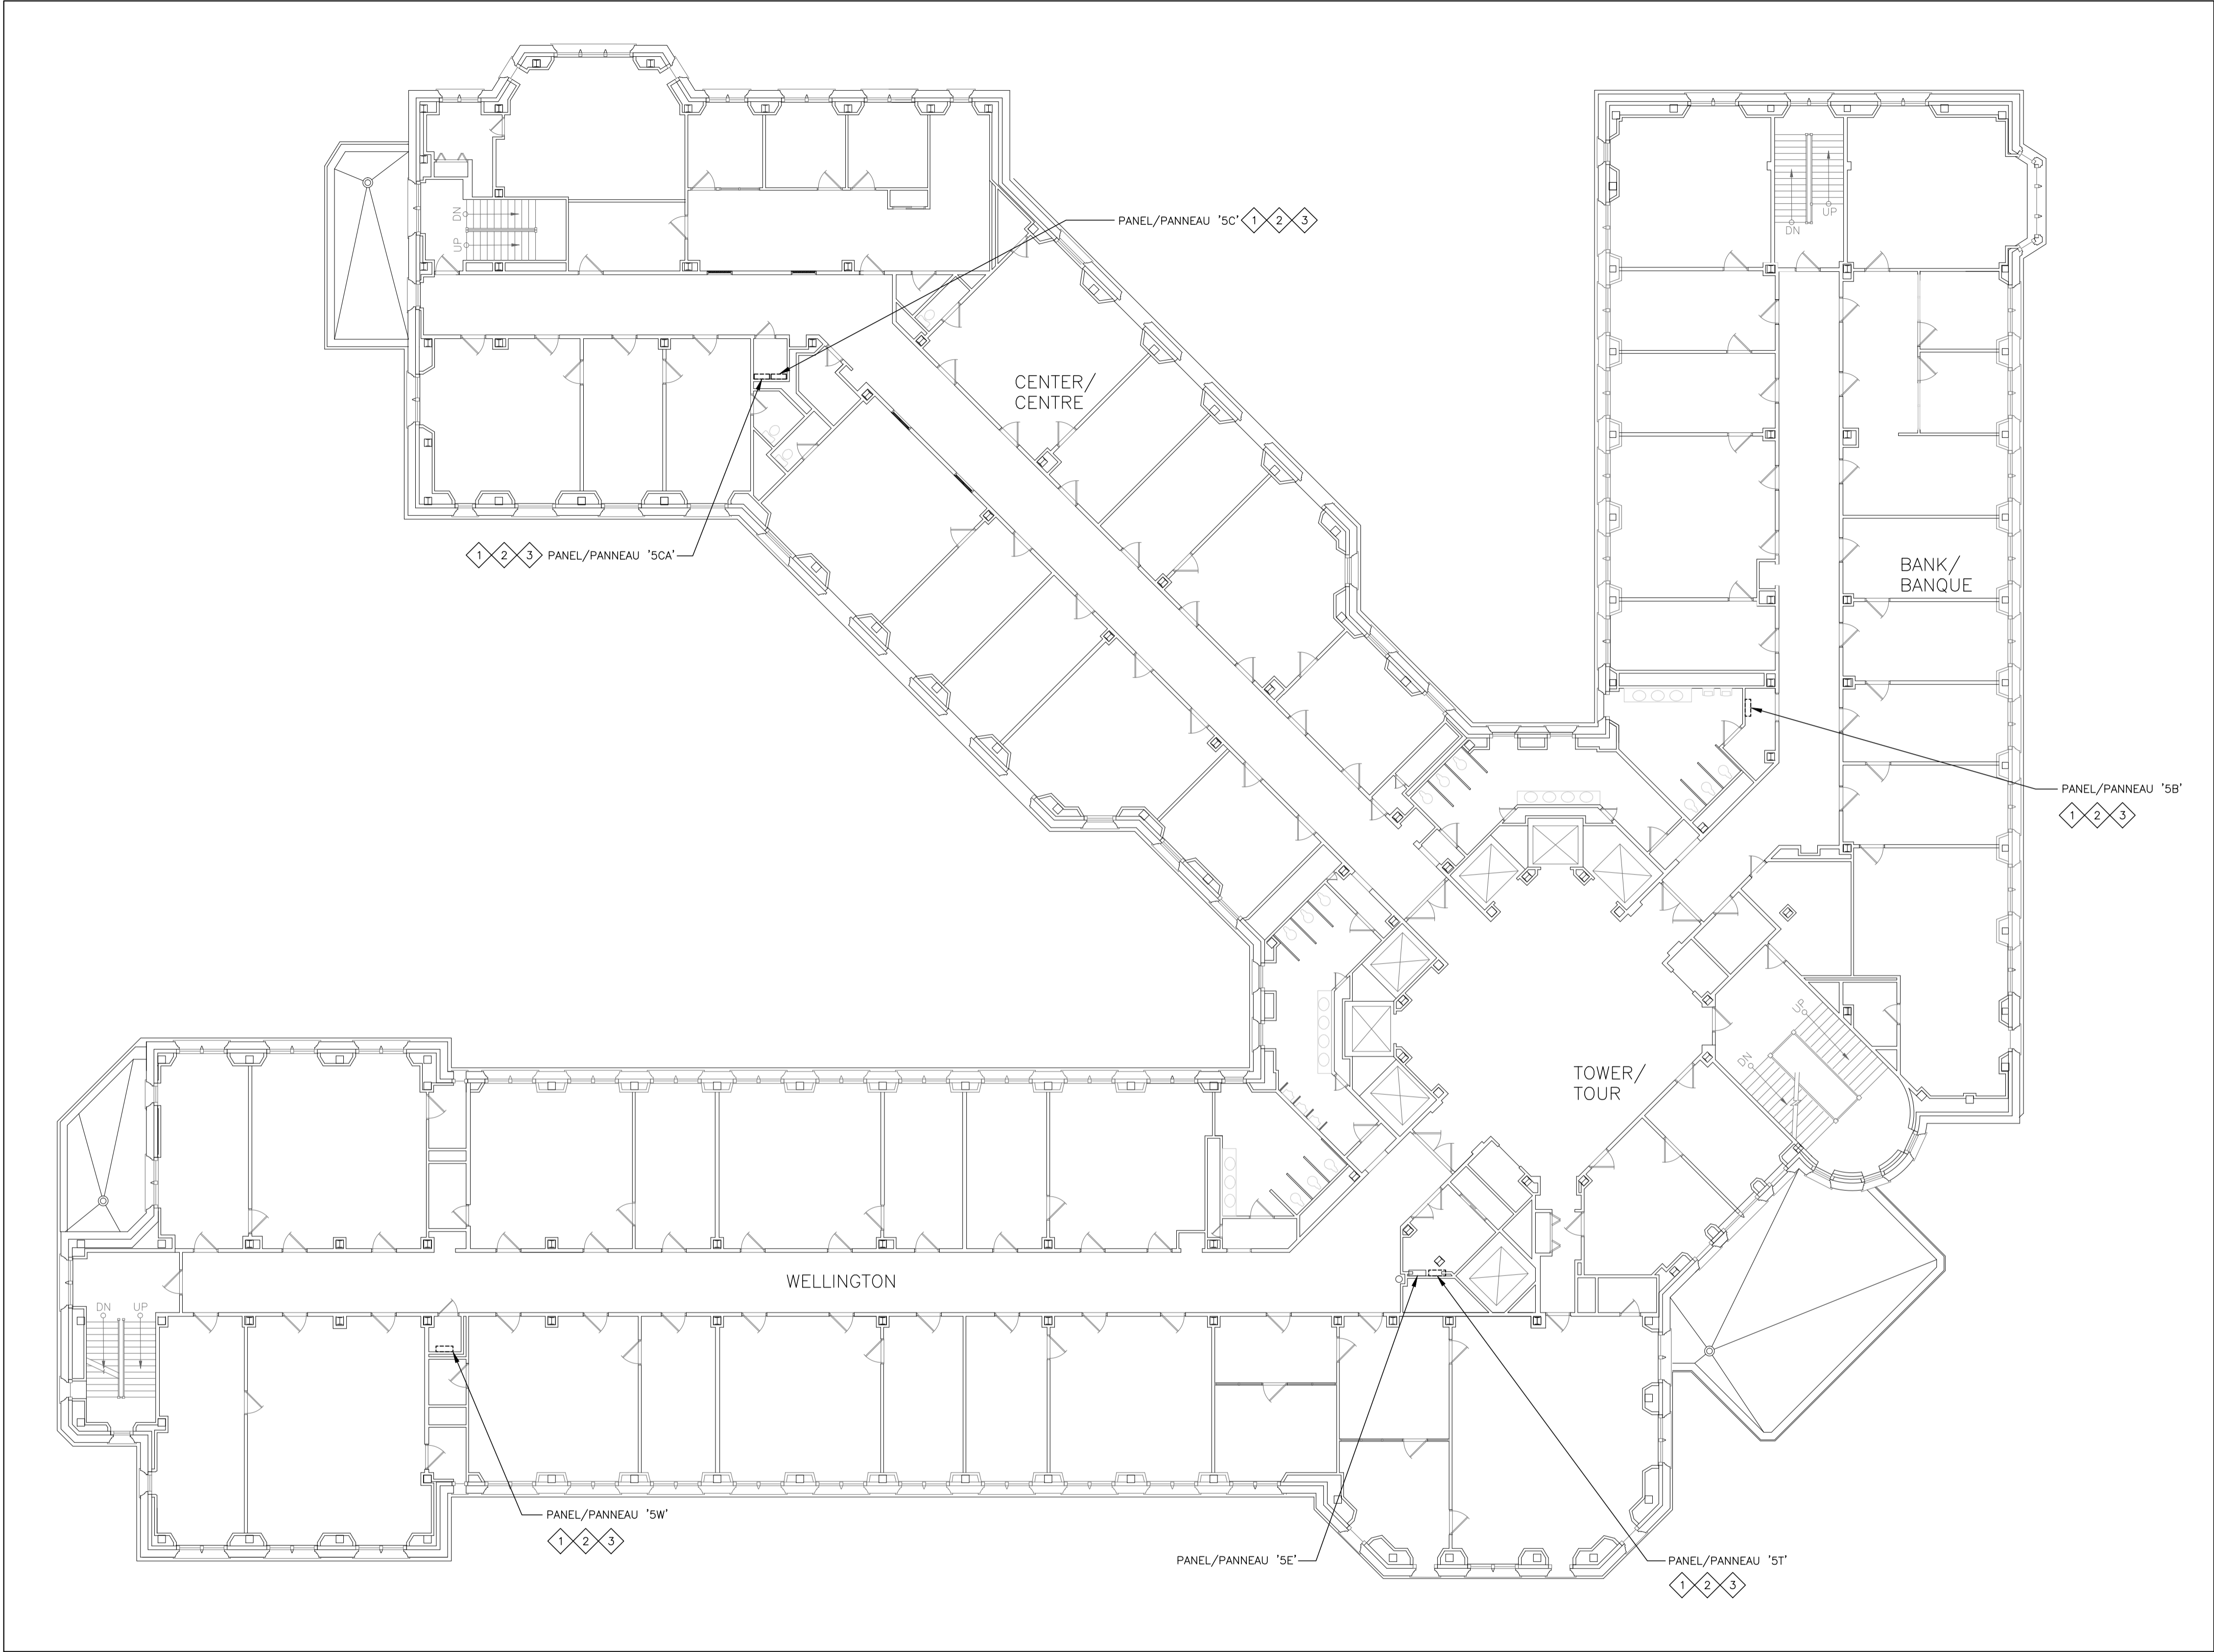 DN
UP
PANEL/PANNEAU '5C' 1 2 3
UP
DN
CENTER/
CENTRE
1 2 3 PANEL/PANNEAU '5CA'
BANK/
BANQUE
PANEL/PANNEAU '5B'
1 2 3
UP
DN
TOWER/
TOUR
WELLINGTON
DN UP
PANEL/PANNEAU '5W'
1 2 3
PANEL/PANNEAU '5E'
PANEL/PANNEAU '5T'
1 2 3